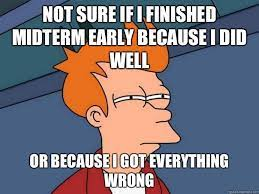 NOT SURE IF I FINISHED
MIDTERM EARLY BECAUSE I DID
WELL
OR BECAUSE I GOT EVERYTHING
WRONG